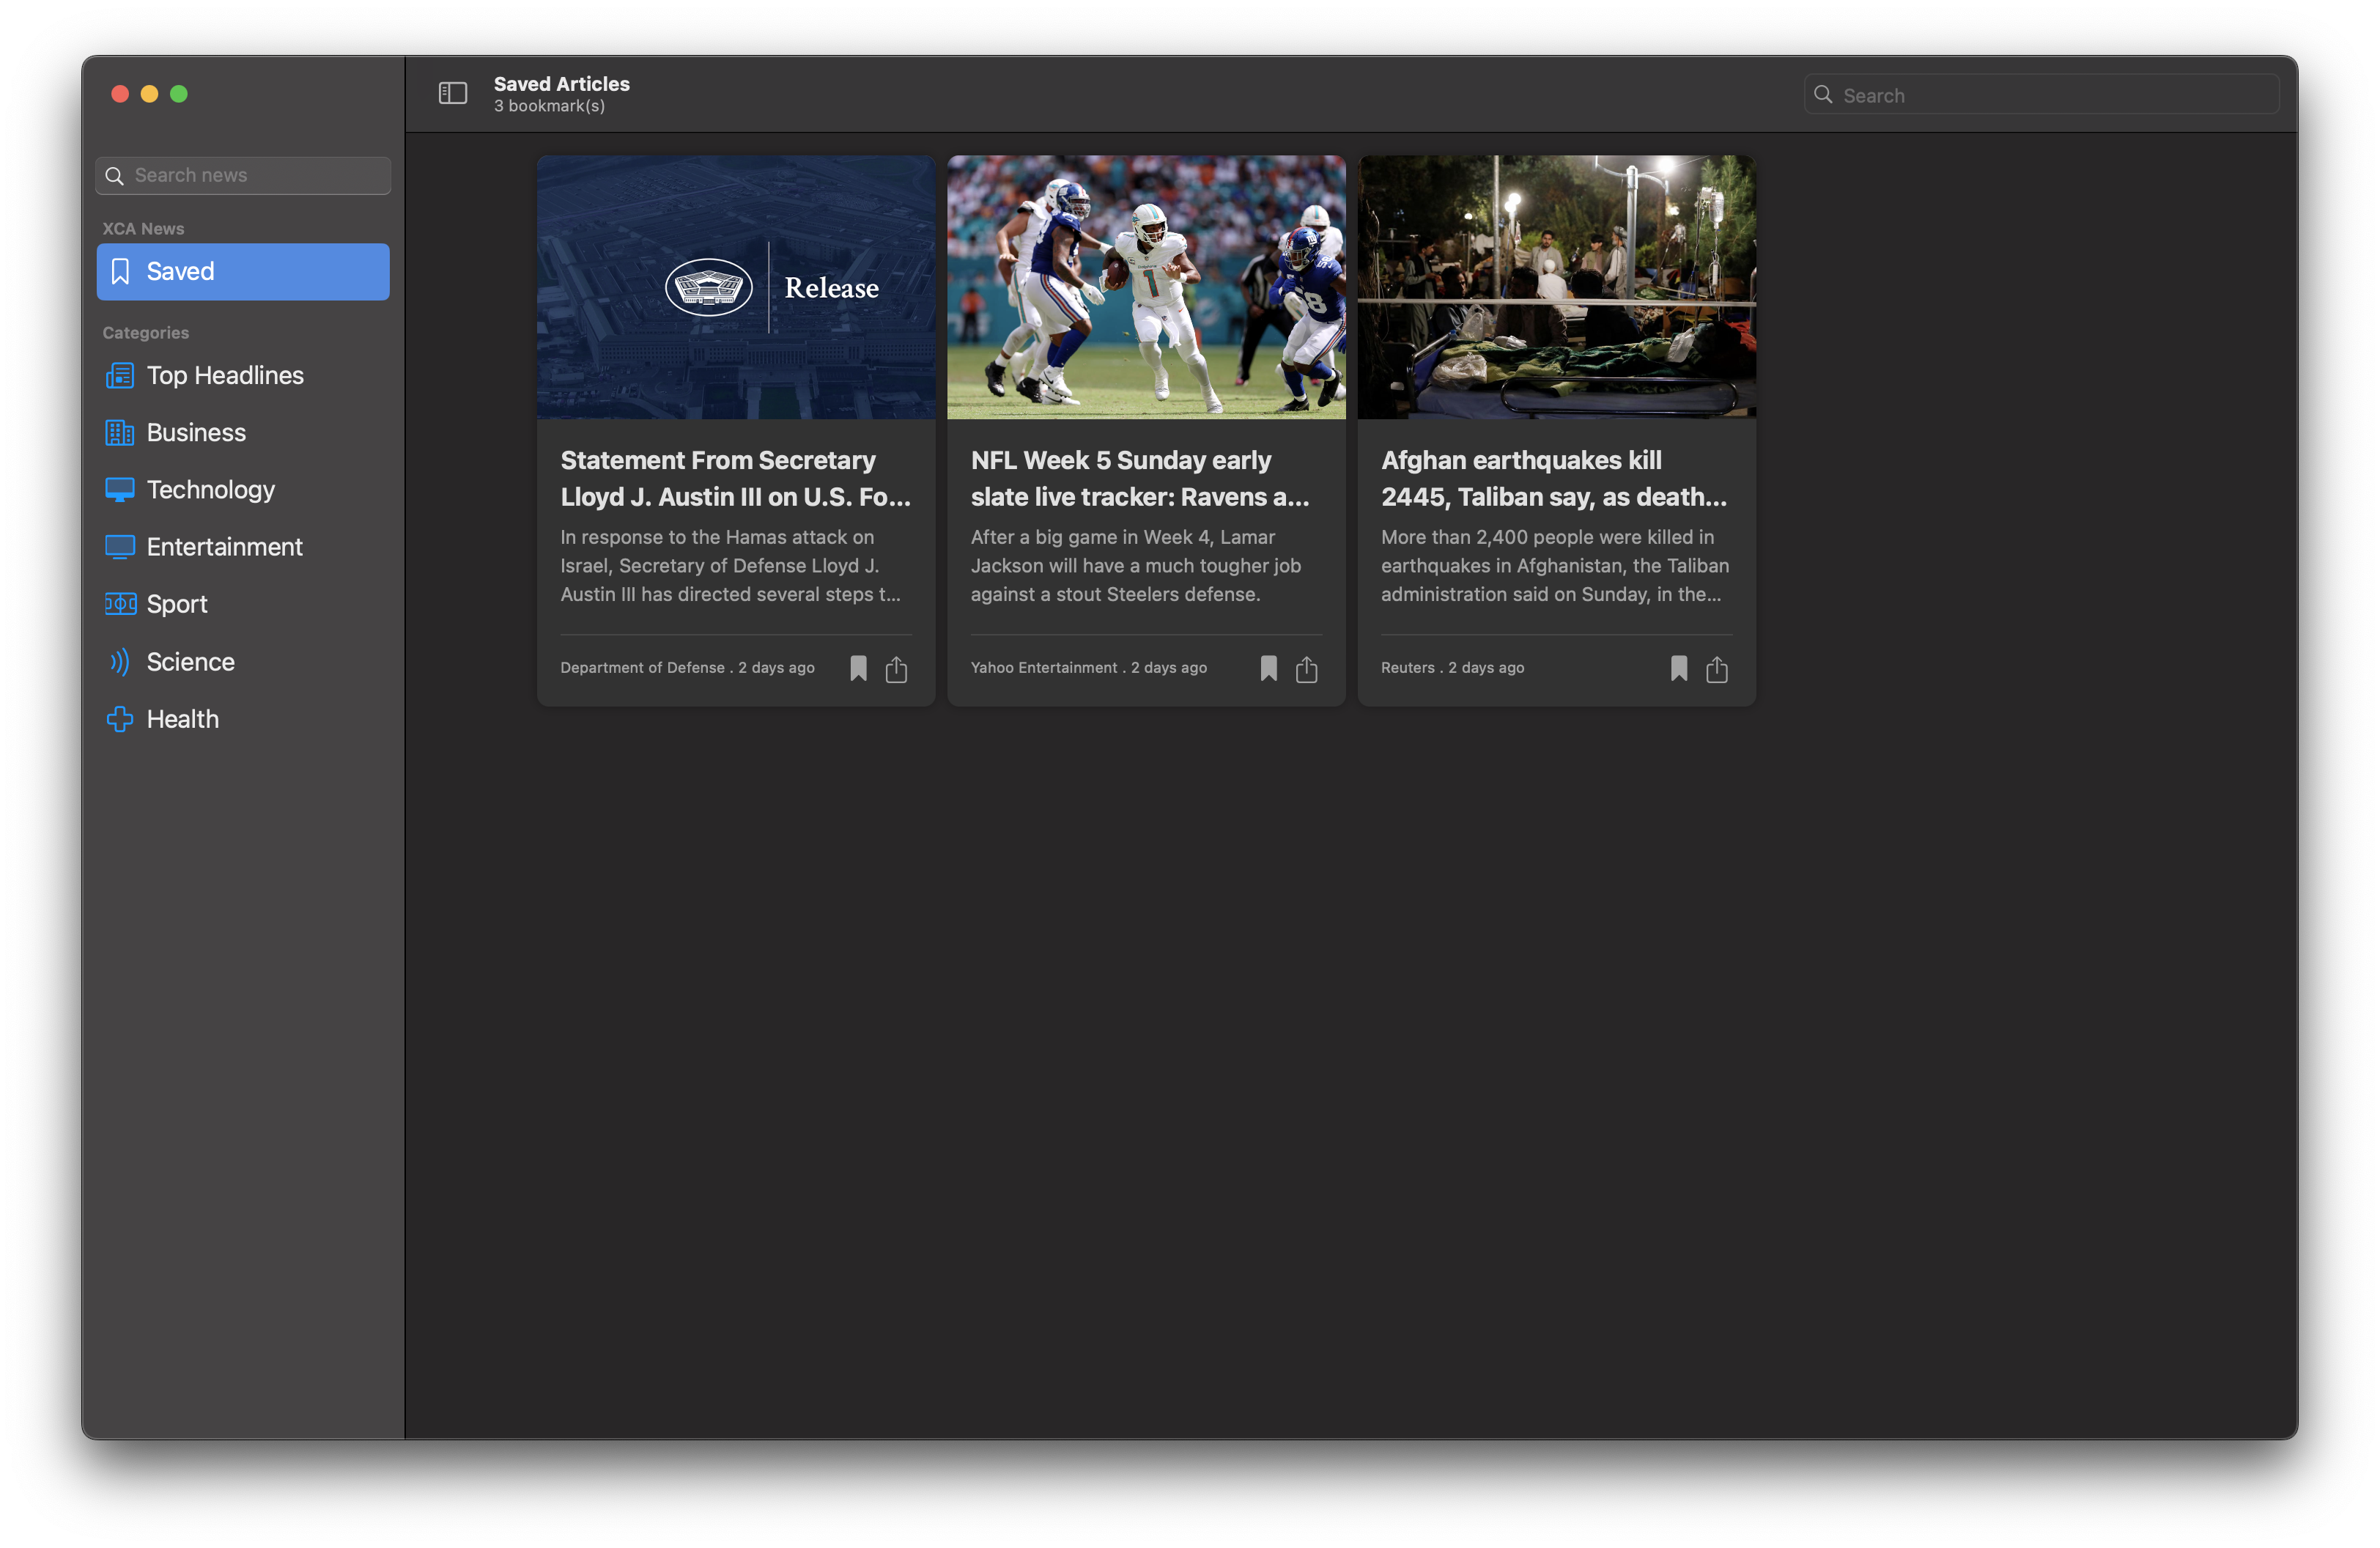 Saved Articles
3 bookmark(s)
Search
Search news
XCA News
Saved
Categories
Top Headlines
Business
Technology
Entertainment
Sport
Science
Health
Release
Statement From Secretary
Lloyd J. Austin III on U.S. Fo...
In response to the Hamas attack on
Israel, Secretary of Defense Lloyd J.
Austin III has directed several steps t...
Department of Defense . 2 days ago
1
NFL Week 5 Sunday early
slate live tracker: Ravens a...
After a big game in Week 4, Lamar
Jackson will have a much tougher job
against a stout Steelers defense.
Yahoo Entertainment . 2 days ago
Afghan earthquakes kill
2445, Taliban say, as death...
More than 2,400 people were killed in
earthquakes in Afghanistan, the Taliban
administration said on Sunday, in the...
Reuters . 2 days ago